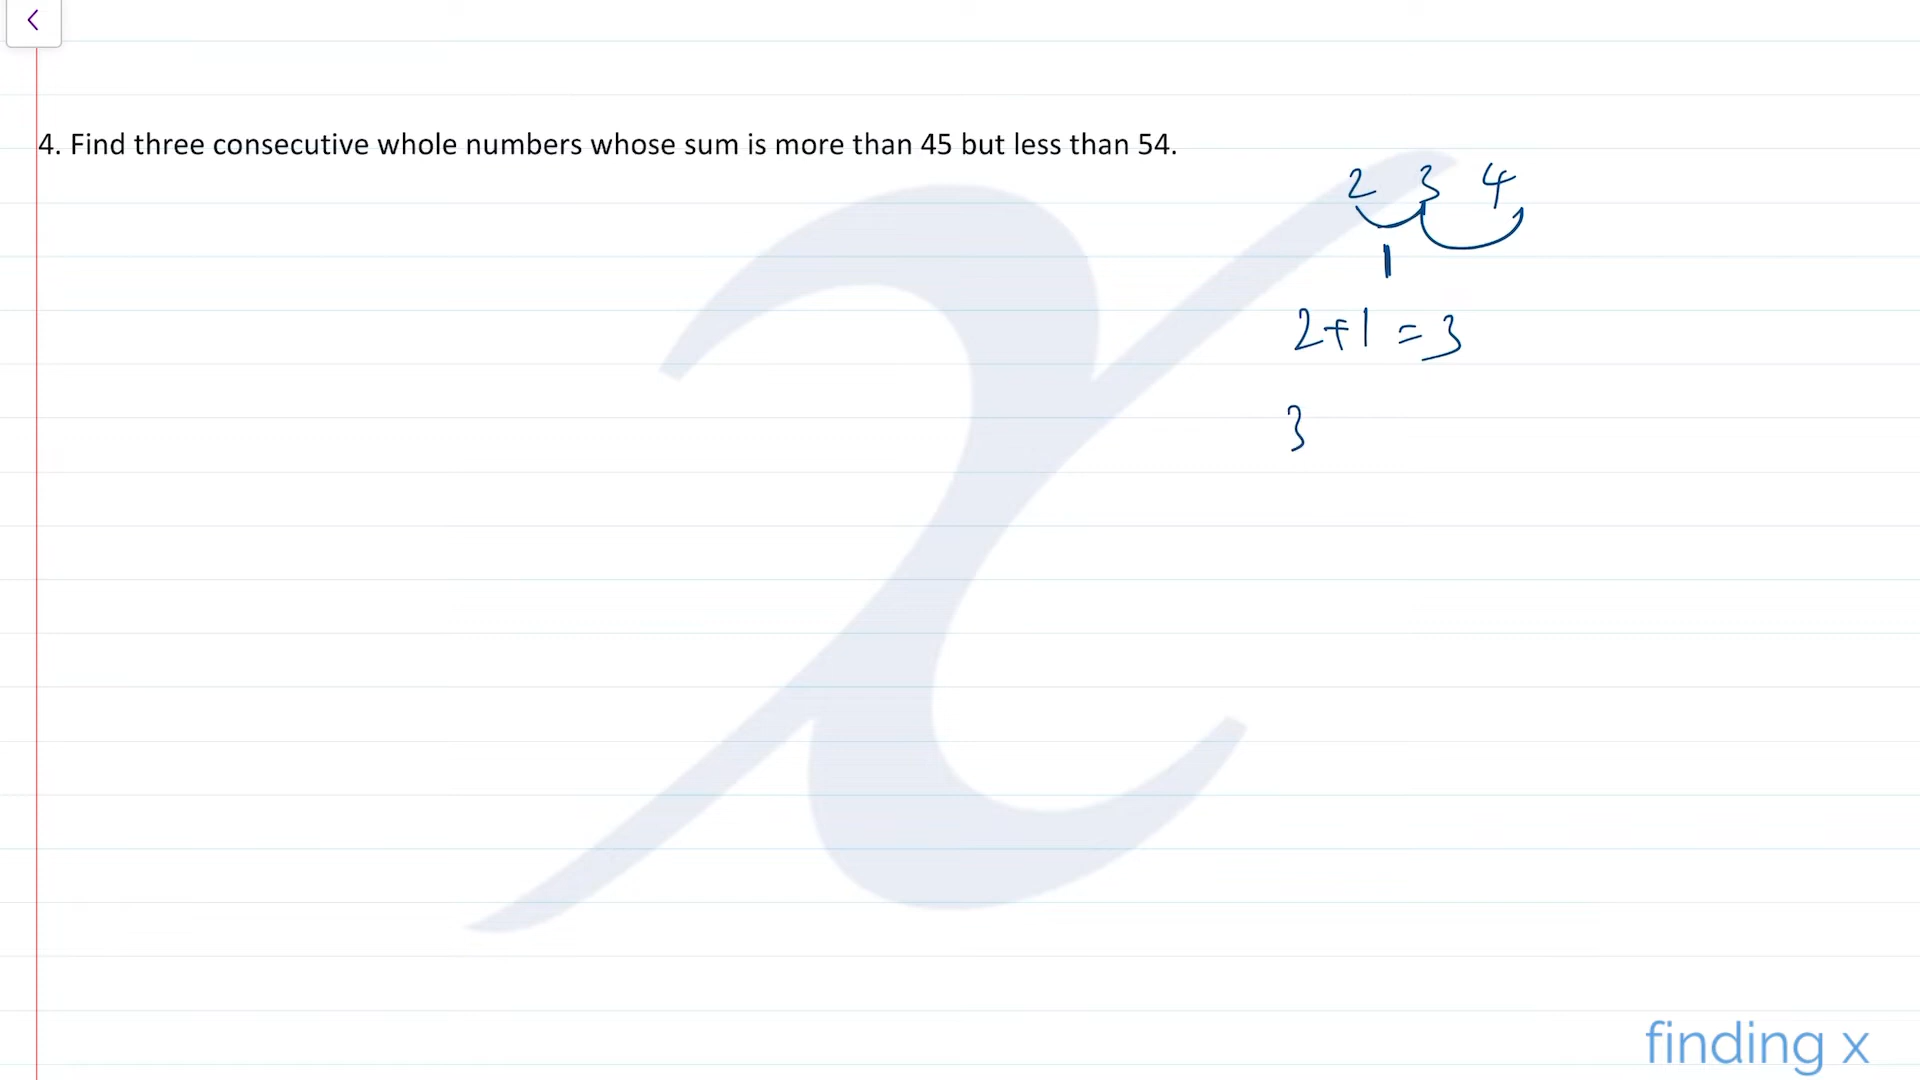 4. Find three consecutive whole numbers whose sum is more than 45 but less than 54.
2 3 4
1
2+1 = 3
3
finding x